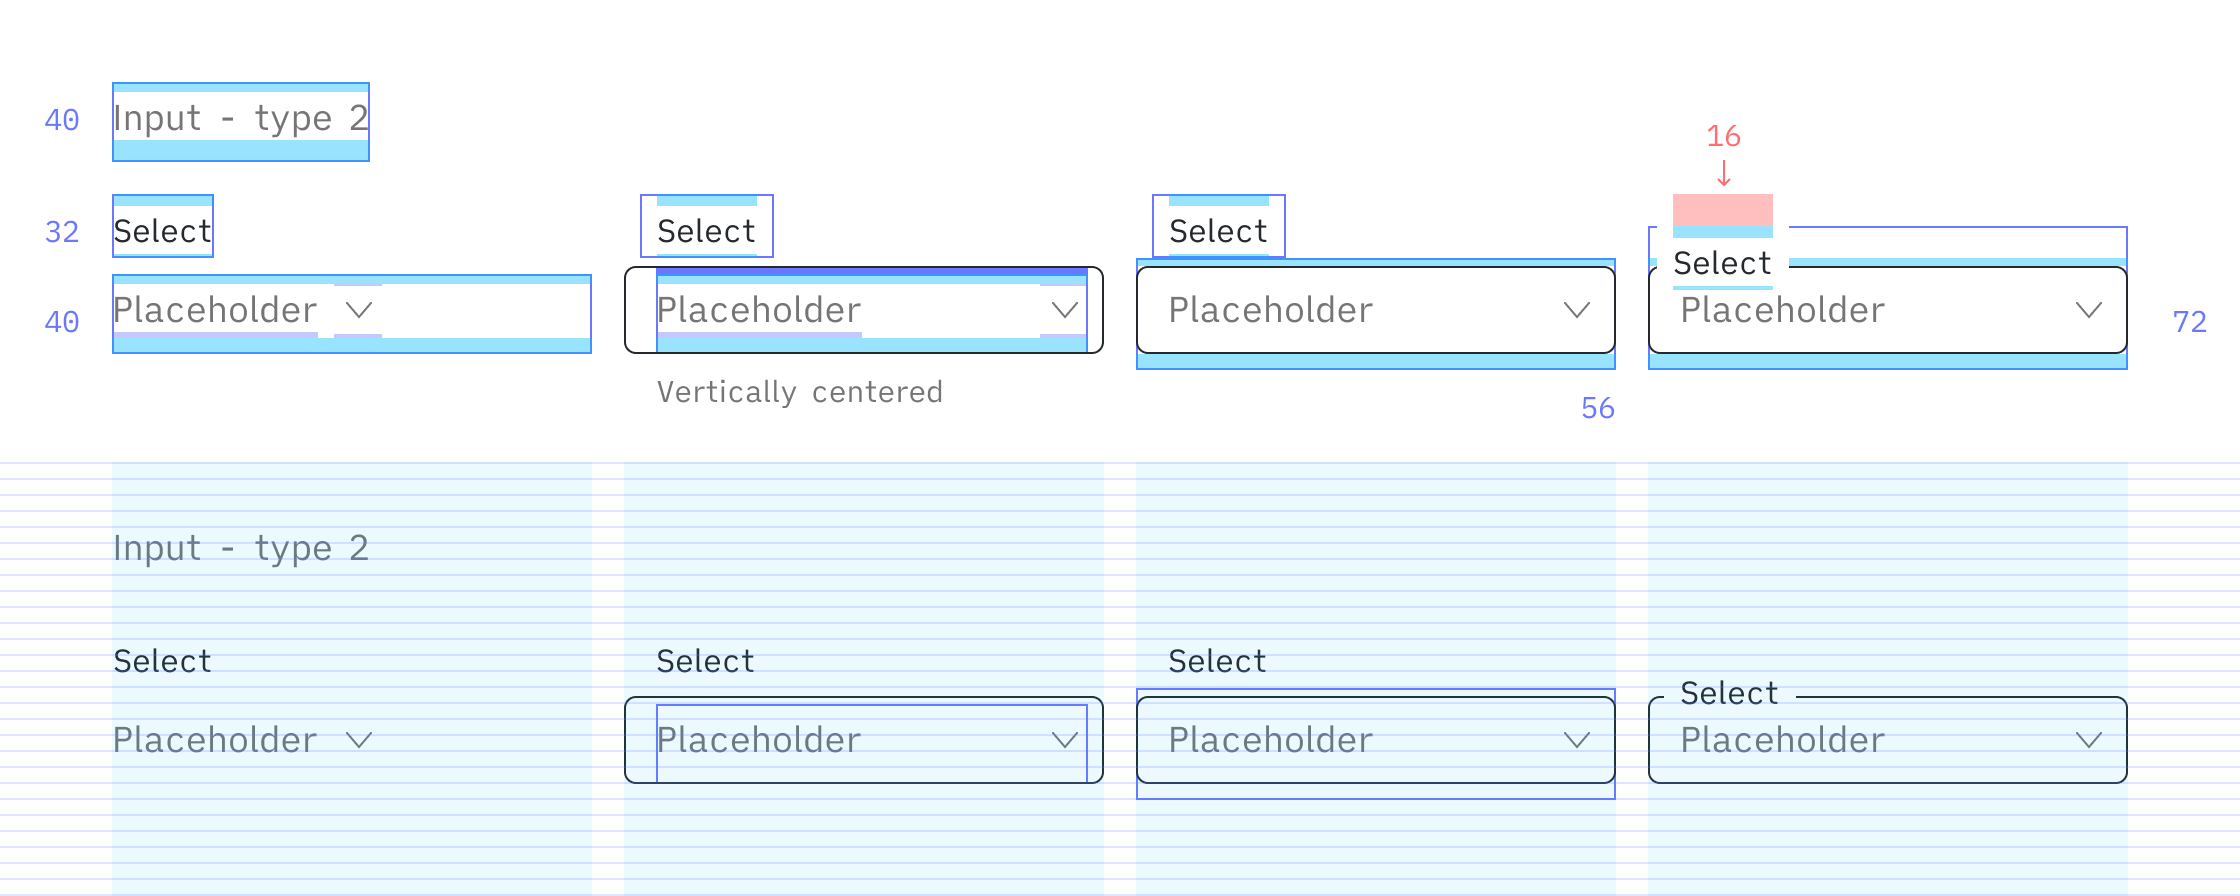 40 Input - type 2
16
↓
32 Select Select Select Select
40 Placeholder Placeholder Placeholder Placeholder 72
Vertically centered
56
Input - type 2
Select Select Select Select
Placeholder Placeholder Placeholder Placeholder